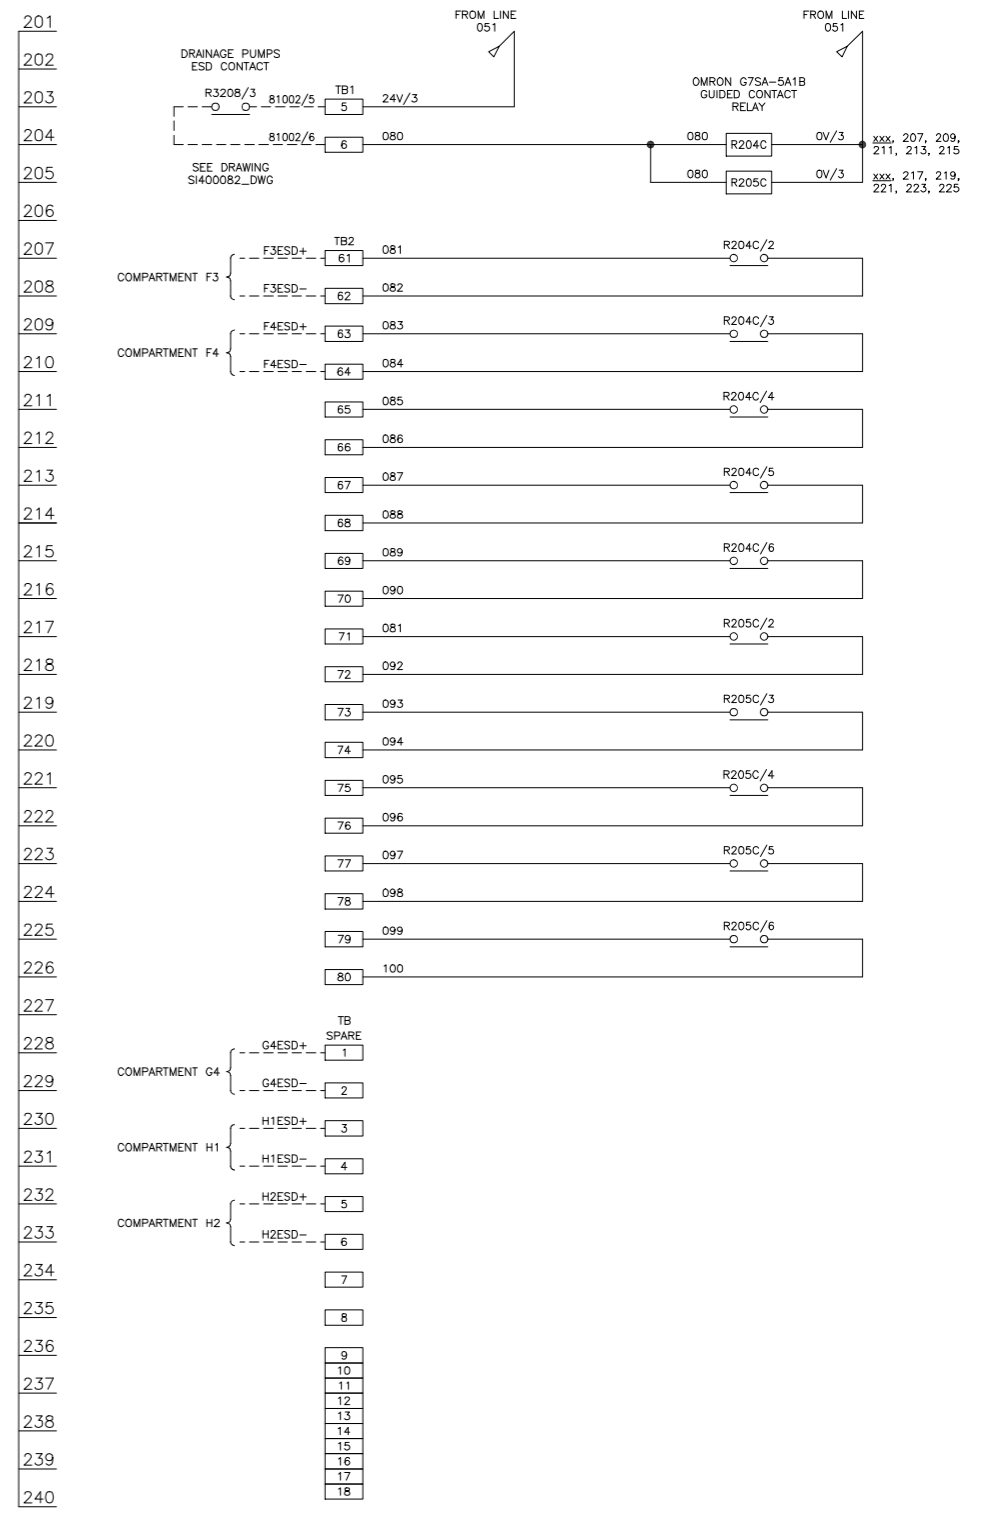 201
FROM LINE
051
FROM LINE
051
202
DRAINAGE PUMPS
ESD CONTACT
OMRON G7SA-5A1B
GUIDED CONTACT
RELAY
203
R3208/3
81002/5
TB1
5
24V/3
204
81002/6
6
080
080
R204C
0V/3
xxx, 207, 209,
211, 213, 215
205
SEE DRAWING
SI400082_DWG
080
R205C
0V/3
xxx, 217, 219,
221, 223, 225
206
TB2
207
F3ESD+
61
081
R204C/2
COMPARTMENT F3
208
F3ESD-
62
082
209
F4ESD+
63
083
R204C/3
COMPARTMENT F4
210
F4ESD-
64
084
211
65
085
R204C/4
212
66
086
213
67
087
R204C/5
214
68
088
215
69
089
R204C/6
216
70
090
217
71
081
R205C/2
218
72
092
219
73
093
R205C/3
220
74
094
221
75
095
R205C/4
222
76
096
223
77
097
R205C/5
224
78
098
225
79
099
R205C/6
226
80
100
227
TB
SPARE
228
G4ESD+
1
COMPARTMENT G4
229
G4ESD-
2
230
H1ESD+
3
COMPARTMENT H1
231
H1ESD-
4
232
H2ESD+
5
COMPARTMENT H2
233
H2ESD-
6
234
7
235
8
236
9
10
237
11
12
13
238
14
15
239
16
17
240
18